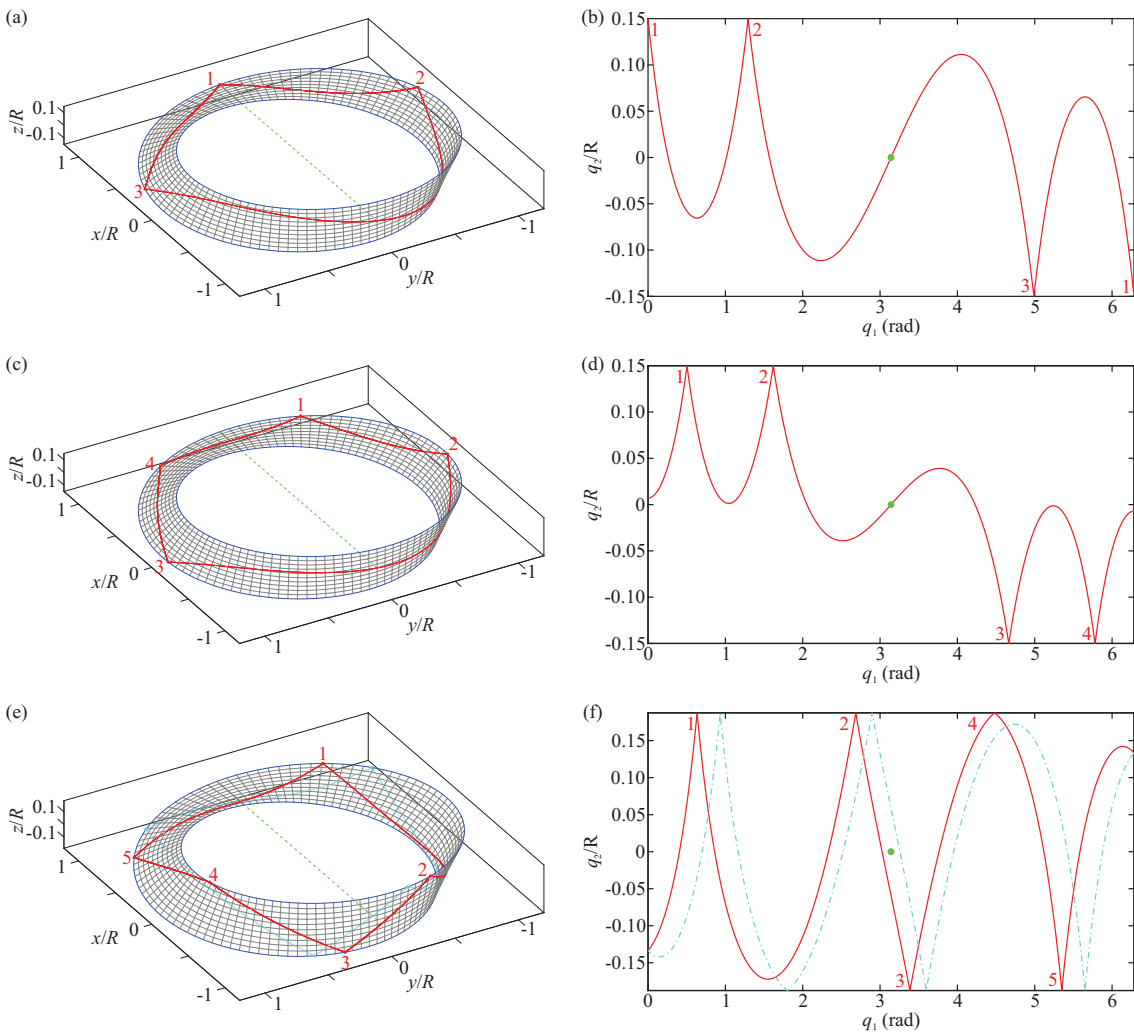 (a)
1
2
3
z/R
0.1
-0.1
1
0
-1
x/R
1
0
-1
y/R
(b)
0.15
0.10
0.05
0
-0.05
-0.10
-0.15
q₂/R
1
2
3
1
0 1 2 3 4 5 6
q₁ (rad)
(c)
1
2
4
3
z/R
0.1
-0.1
1
0
-1
x/R
1
0
-1
y/R
(d)
0.15
0.10
0.05
0
-0.05
-0.10
-0.15
q₂/R
1
2
3
4
0 1 2 3 4 5 6
q₁ (rad)
(e)
1
2
5
4
3
z/R
0.1
-0.1
1
0
-1
x/R
1
0
-1
y/R
(f)
0.15
0.10
0.05
0
-0.05
-0.10
-0.15
q₂/R
1
2
4
3
5
0 1 2 3 4 5 6
q₁ (rad)